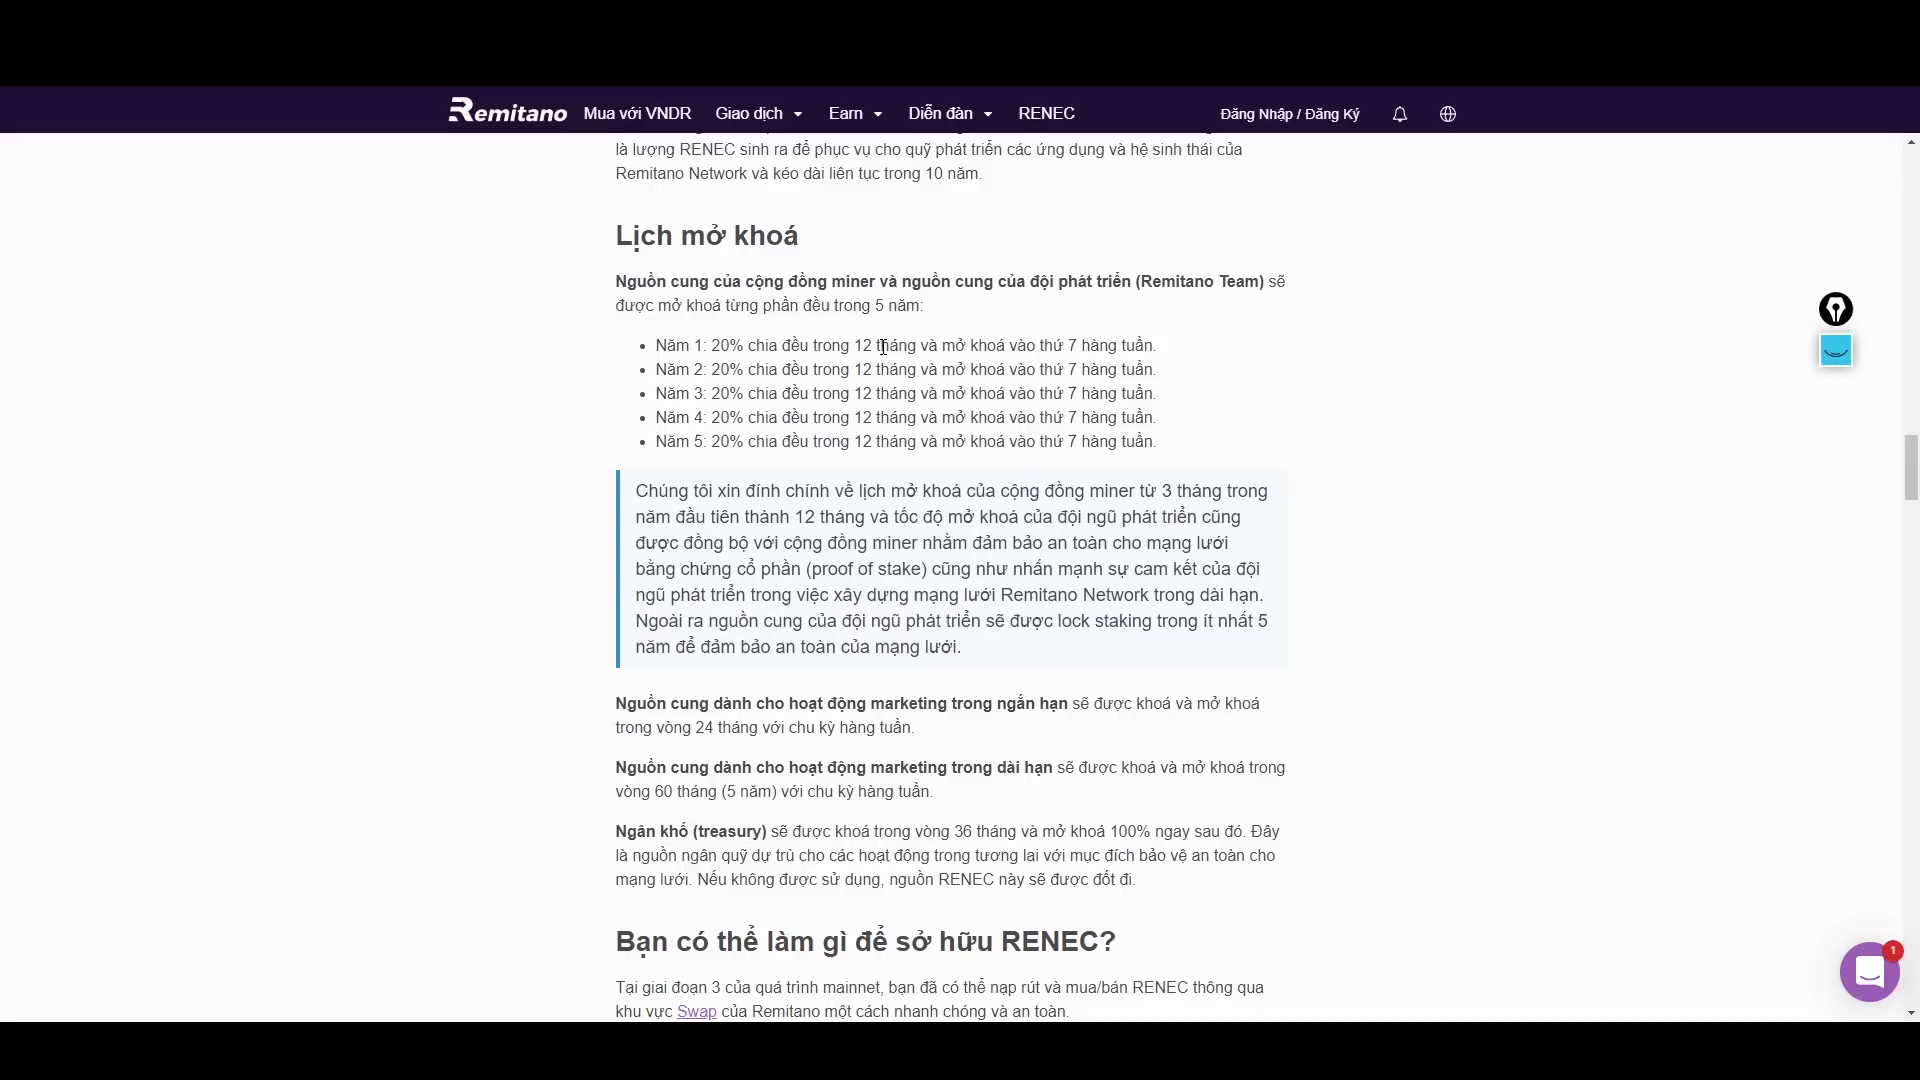 Remitano Mua với VNDR Giao dịch Earn Diễn đàn RENEC Đăng Nhập / Đăng Ký
là lượng RENEC sinh ra để phục vụ cho quỹ phát triển các ứng dụng và hệ sinh thái của
Remitano Network và kéo dài liên tục trong 10 năm.
Lịch mở khoá
Nguồn cung của cộng đồng miner và nguồn cung của đội phát triển (Remitano Team) sẽ
được mở khoá từng phần đều trong 5 năm:
• Năm 1: 20% chia đều trong 12 tháng và mở khoá vào thứ 7 hàng tuần.
• Năm 2: 20% chia đều trong 12 tháng và mở khoá vào thứ 7 hàng tuần.
• Năm 3: 20% chia đều trong 12 tháng và mở khoá vào thứ 7 hàng tuần.
• Năm 4: 20% chia đều trong 12 tháng và mở khoá vào thứ 7 hàng tuần.
• Năm 5: 20% chia đều trong 12 tháng và mở khoá vào thứ 7 hàng tuần.
Chúng tôi xin đính chính về lịch mở khoá của cộng đồng miner từ 3 tháng trong
năm đầu tiên thành 12 tháng và tốc độ mở khoá của đội ngũ phát triển cũng
được đồng bộ với cộng đồng miner nhằm đảm bảo an toàn cho mạng lưới
bằng chứng cổ phần (proof of stake) cũng như nhấn mạnh sự cam kết của đội
ngũ phát triển trong việc xây dựng mạng lưới Remitano Network trong dài hạn.
Ngoài ra nguồn cung của đội ngũ phát triển sẽ được lock staking trong ít nhất 5
năm để đảm bảo an toàn của mạng lưới.
Nguồn cung dành cho hoạt động marketing trong ngắn hạn sẽ được khoá và mở khoá
trong vòng 24 tháng với chu kỳ hàng tuần.
Nguồn cung dành cho hoạt động marketing trong dài hạn sẽ được khoá và mở khoá trong
vòng 60 tháng (5 năm) với chu kỳ hàng tuần.
Ngân khố (treasury) sẽ được khoá trong vòng 36 tháng và mở khoá 100% ngay sau đó. Đây
là nguồn ngân quỹ dự trù cho các hoạt động trong tương lai với mục đích bảo vệ an toàn cho
mạng lưới. Nếu không được sử dụng, nguồn RENEC này sẽ được đốt đi.
Bạn có thể làm gì để sở hữu RENEC?
Tại giai đoạn 3 của quá trình mainnet, bạn đã có thể nạp rút và mua/bán RENEC thông qua
khu vực Swap của Remitano một cách nhanh chóng và an toàn.
1